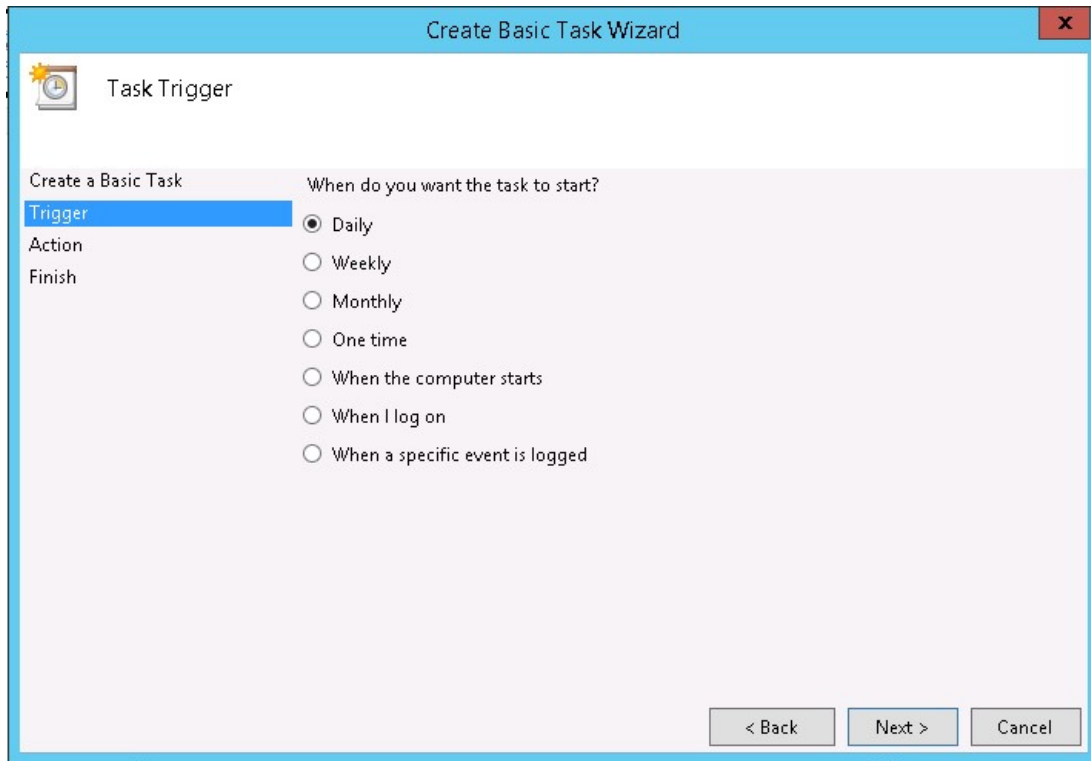 Create Basic Task Wizard
x
Task Trigger
Create a Basic Task
Trigger
Action
Finish
When do you want the task to start?
Daily
Weekly
Monthly
One time
When the computer starts
When I log on
When a specific event is logged
< Back
Next >
Cancel